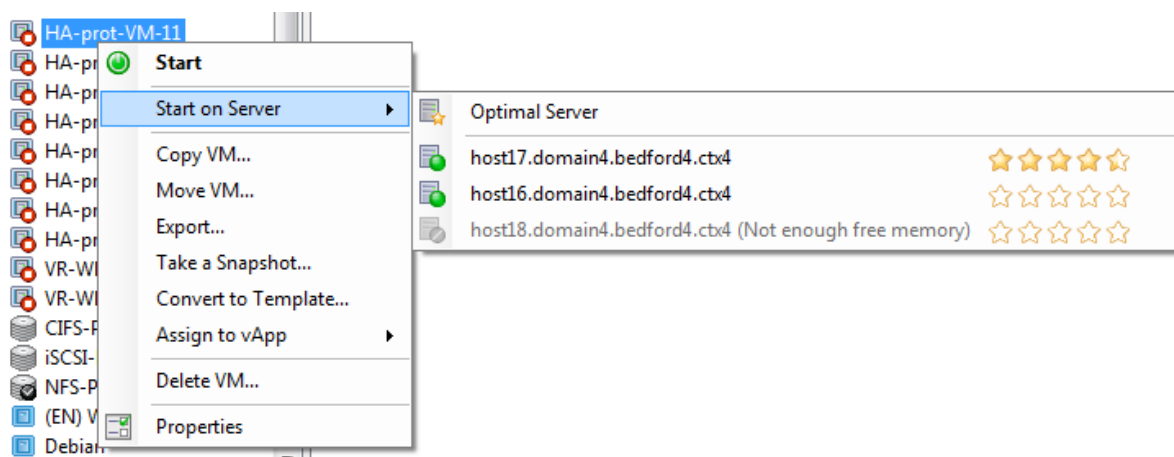 HA-prot-VM-11
HA-pr
HA-pr
HA-pr
HA-pr
HA-pr
HA-pr
HA-pr
VR-WI
VR-WI
CIFS-P
iSCSI-
NFS-P
(EN) W
Debian
Start
Start on Server
Copy VM...
Move VM...
Export...
Take a Snapshot...
Convert to Template...
Assign to vApp
Delete VM...
Properties
Optimal Server
host17.domain4.bedford4.ctx4
host16.domain4.bedford4.ctx4
host18.domain4.bedford4.ctx4 (Not enough free memory)